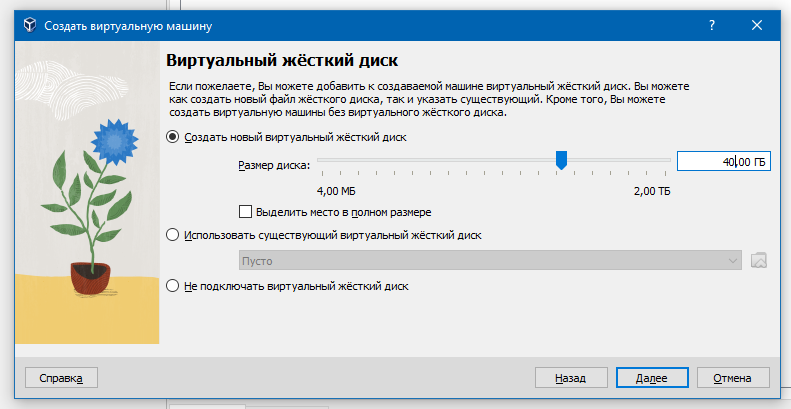 Создать виртуальную машину
Виртуальный жёсткий диск
Если пожелаете, Вы можете добавить к создаваемой машине виртуальный жёсткий диск. Вы можете
как создать новый файл жёсткого диска, так и указать существующий. Кроме того, Вы можете
создать виртуальную машины без виртуального жёсткого диска.
Создать новый виртуальный жёсткий диск
Размер диска: 40,00 ГБ
4,00 МБ 2,00 ТБ
Выделить место в полном размере
Использовать существующий виртуальный жёсткий диск
Пусто
Не подключать виртуальный жёсткий диск
Справка Назад Далее Отмена